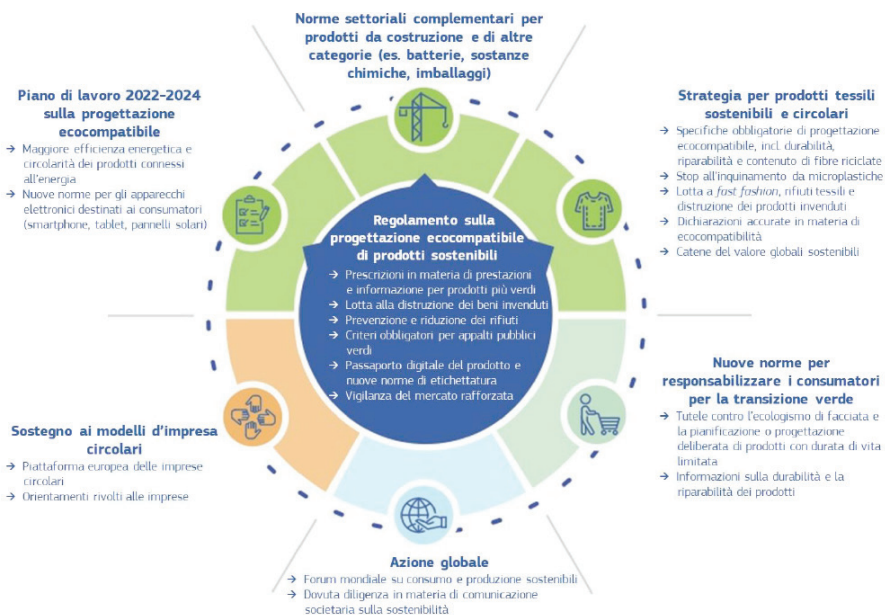 Norme settoriali complementari per
prodotti da costruzione e di altre
categorie (es. batterie, sostanze
chimiche, imballaggi)
Piano di lavoro 2022-2024
sulla progettazione
ecocompatibile
→ Maggiore efficienza energetica e
circolarità dei prodotti connessi
all'energia
→ Nuove norme per gli apparecchi
elettronici destinati ai consumatori
(smartphone, tablet, pannelli solari)
Strategia per prodotti tessili
sostenibili e circolari
→ Specifiche obbligatorie di progettazione
ecocompatibile, incl. durabilità,
riparabilità e contenuto di fibre riciclate
→ Stop all'inquinamento da microplastiche
→ Lotta a fast fashion, rifiuti tessili e
distruzione dei prodotti invenduti
→ Dichiarazioni accurate in materia di
ecocompatibilità
→ Catene del valore globali sostenibili
Regolamento sulla
progettazione ecocompatibile
di prodotti sostenibili
→ Prescrizioni in materia di prestazioni
e informazione per prodotti più verdi
→ Lotta alla distruzione dei beni invenduti
→ Prevenzione e riduzione dei rifiuti
→ Criteri obbligatori per appalti pubblici
verdi
→ Passaporto digitale del prodotto e
nuove norme di etichettatura
→ Vigilanza del mercato rafforzata
Sostegno ai modelli d'impresa
circolari
→ Piattaforma europea delle imprese
circolari
→ Orientamenti rivolti alle imprese
Nuove norme per
responsabilizzare i consumatori
per la transizione verde
→ Tutele contro l'ecologismo di facciata e
la pianificazione o progettazione
deliberata di prodotti con durata di vita
limitata
→ Informazioni sulla durabilità e la
riparabilità dei prodotti
Azione globale
→ Forum mondiale su consumo e produzione sostenibili
→ Dovuta diligenza in materia di comunicazione
societaria sulla sostenibilità